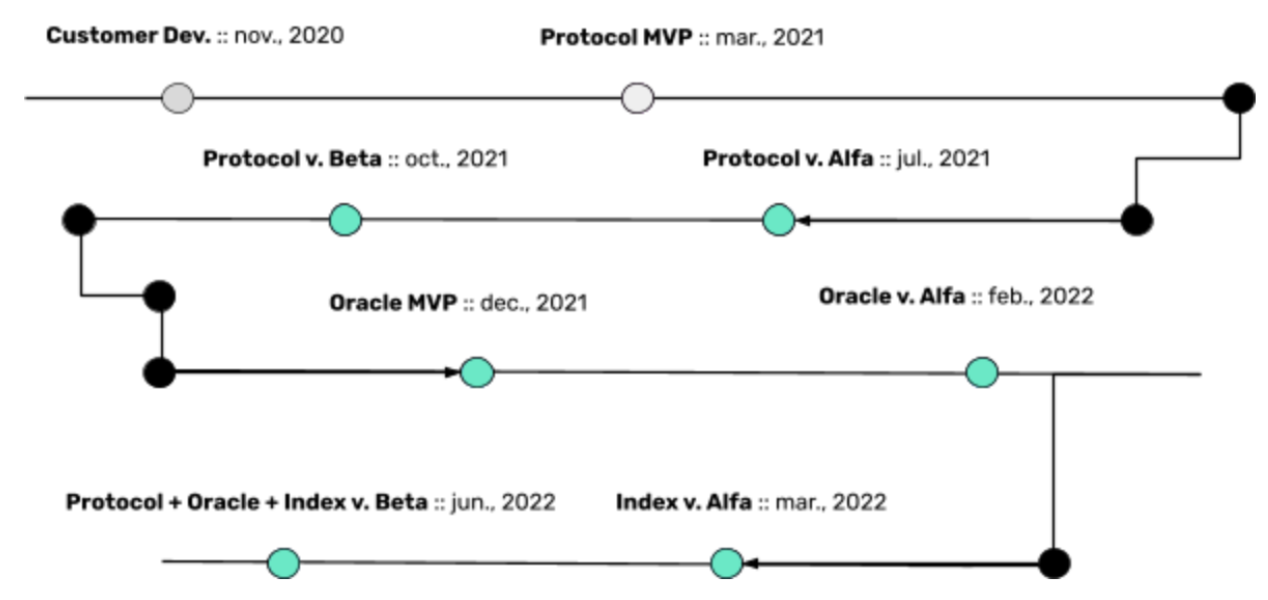 Customer Dev. :: nov., 2020
Protocol MVP :: mar., 2021
Protocol v. Beta :: oct., 2021
Protocol v. Alfa :: jul., 2021
Oracle MVP :: dec., 2021
Oracle v. Alfa :: feb., 2022
Protocol + Oracle + Index v. Beta :: jun., 2022
Index v. Alfa :: mar., 2022